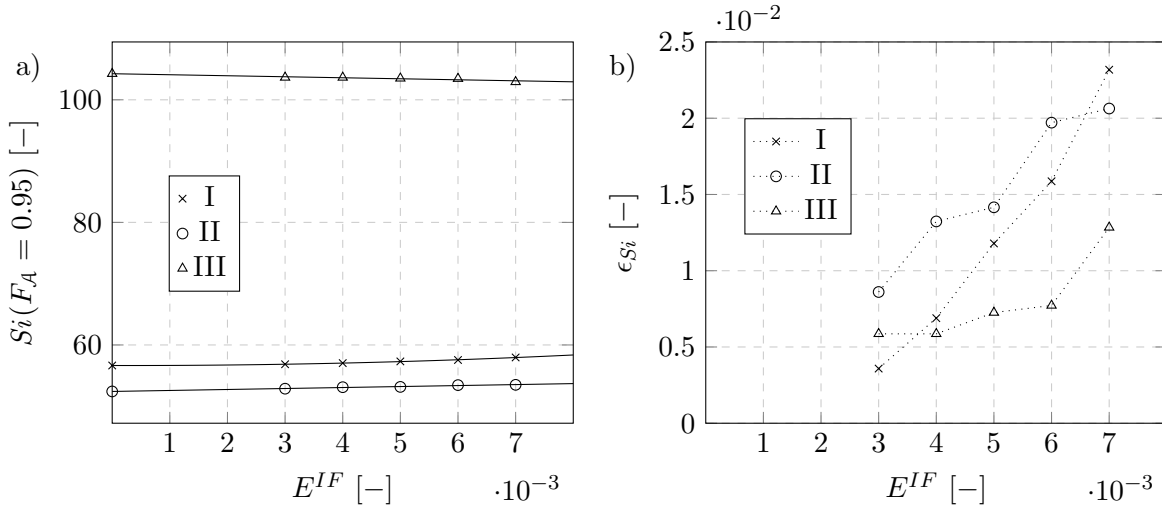 a)
Si(F_A = 0.95) [−]
100
80
60
I
II
III
1 2 3 4 5 6 7
E^{IF} [−]
·10^{−3}
b)
·10^{−2}
ϵ_{Si} [−]
2.5
2
1.5
1
0.5
0
I
II
III
1 2 3 4 5 6 7
E^{IF} [−]
·10^{−3}